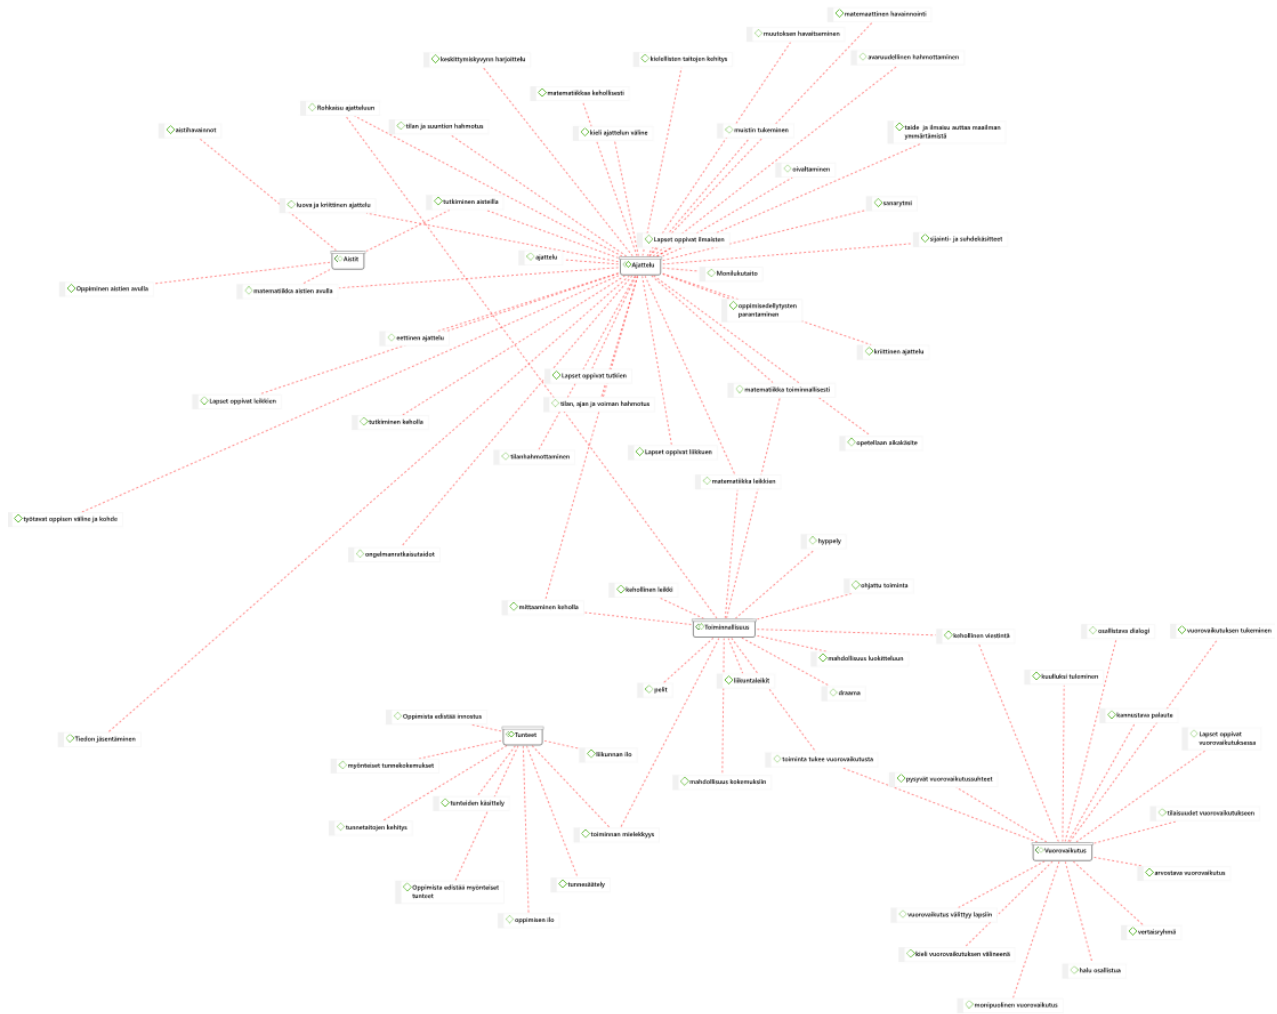 matemaattinen havainnointi
muutoksen havaitseminen
keskittymiskyvynn harjoittelu
kielellisten taitojen kehitys
avaruudellinen hahmottaminen
matematiikkaa kehollisesti
Rohkaisu ajatteluun
aistihavainnot
tilan ja suuntien hahmotus
kieli ajattelun väline
muistin tukeminen
taide ja ilmaisu auttaa maailman
ymmärtämistä
oivaltaminen
luova ja kriittinen ajattelu
tutkiminen aisteilla
sanarytmi
Lapset oppivat ilmaisten
sijainti- ja suhdekäsitteet
Aistit
ajattelu
Ajattelu
Monilukutaito
Oppiminen aistien avulla
matematiikka aistien avulla
oppimisedellytysten
parantaminan
eettinen ajattelu
kriittinen ajattelu
Lapset oppivat tutkien
matematiikka toiminnallisesti
Lapset oppivat leikkien
tilan, ajan ja voiman hahmotus
tutkiminen keholla
opetellaan aikakäsite
tilanhahmottaminen
Lapset oppivat liikkuen
matematiikka leikkien
työtavat oppisen väline ja kohde
ongelmanratkaisutaidot
hyppely
kehollinen leikki
ohjattu toiminta
mittaaminen keholla
Toiminnallisuus
kehollinen viestintä
osallistava dialogi
vuorovaikutuksen tukeminen
mahdollisuus luokitteluun
kuulluksi tuleminen
liikuntaleikit
pelit
draama
Oppimista edistää innostus
kannustava palaute
Tiedon jäsentäminen
Tunteet
Lapset oppivat
vuorovaikutuksessa
liikunnan ilo
myönteiset tunnekokemukset
toiminta tukee vuorovaikutusta
mahdollisuus kokemuksiin
pysyvät vuorovaikutussuhteet
tunteiden käsittely
tilaisuudet vuorovaikutukseen
tunnetaitojen kehitys
toiminnan mielekkyys
Vuorovaikutus
arvostava vuorovaikutus
Oppimista edistää myönteiset
tunteet
tunnesäätely
oppimisen ilo
vuorovaikutus välittyy lapsiin
vertaisryhmä
kieli vuorovaikutuksen välineenä
halu osallistua
monipuolinen vuorovaikutus